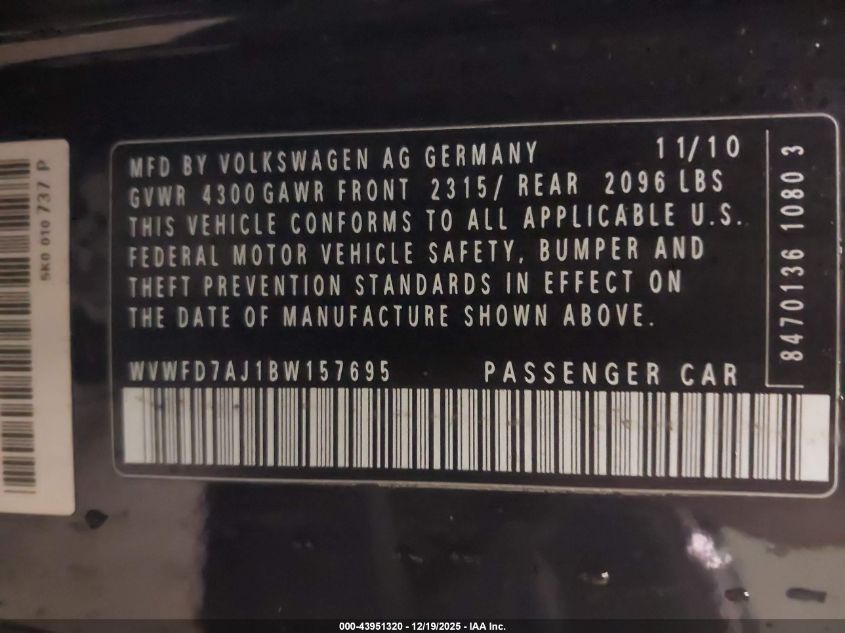 MFD BY VOLKSWAGEN AG GERMANY 11/10
GVWR 4300 GAWR FRONT 2315/ REAR 2096 LBS
THIS VEHICLE CONFORMS TO ALL APPLICABLE U.S.
FEDERAL MOTOR VEHICLE SAFETY, BUMPER AND
THEFT PREVENTION STANDARDS IN EFFECT ON
THE DATE OF MANUFACTURE SHOWN ABOVE.
WVWFD7AJ1BW157695 PASSENGER CAR
8470136 1080 3
5K0 010 737 P
000-43951320 - 12/19/2025 - IAA Inc.